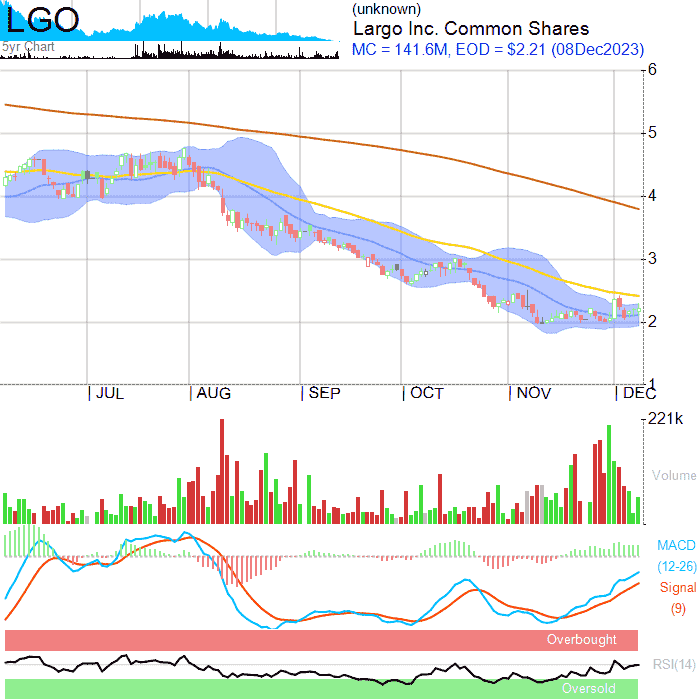 LGO
5yr Chart
(unknown)
Largo Inc. Common Shares
MC = 141.6M, EOD = $2.21 (08Dec2023)
6
5
4
3
2
1
JUL AUG SEP OCT NOV DEC
221k
Volume
MACD
(12-26)
Signal
(9)
Overbought
RSI(14)
Oversold